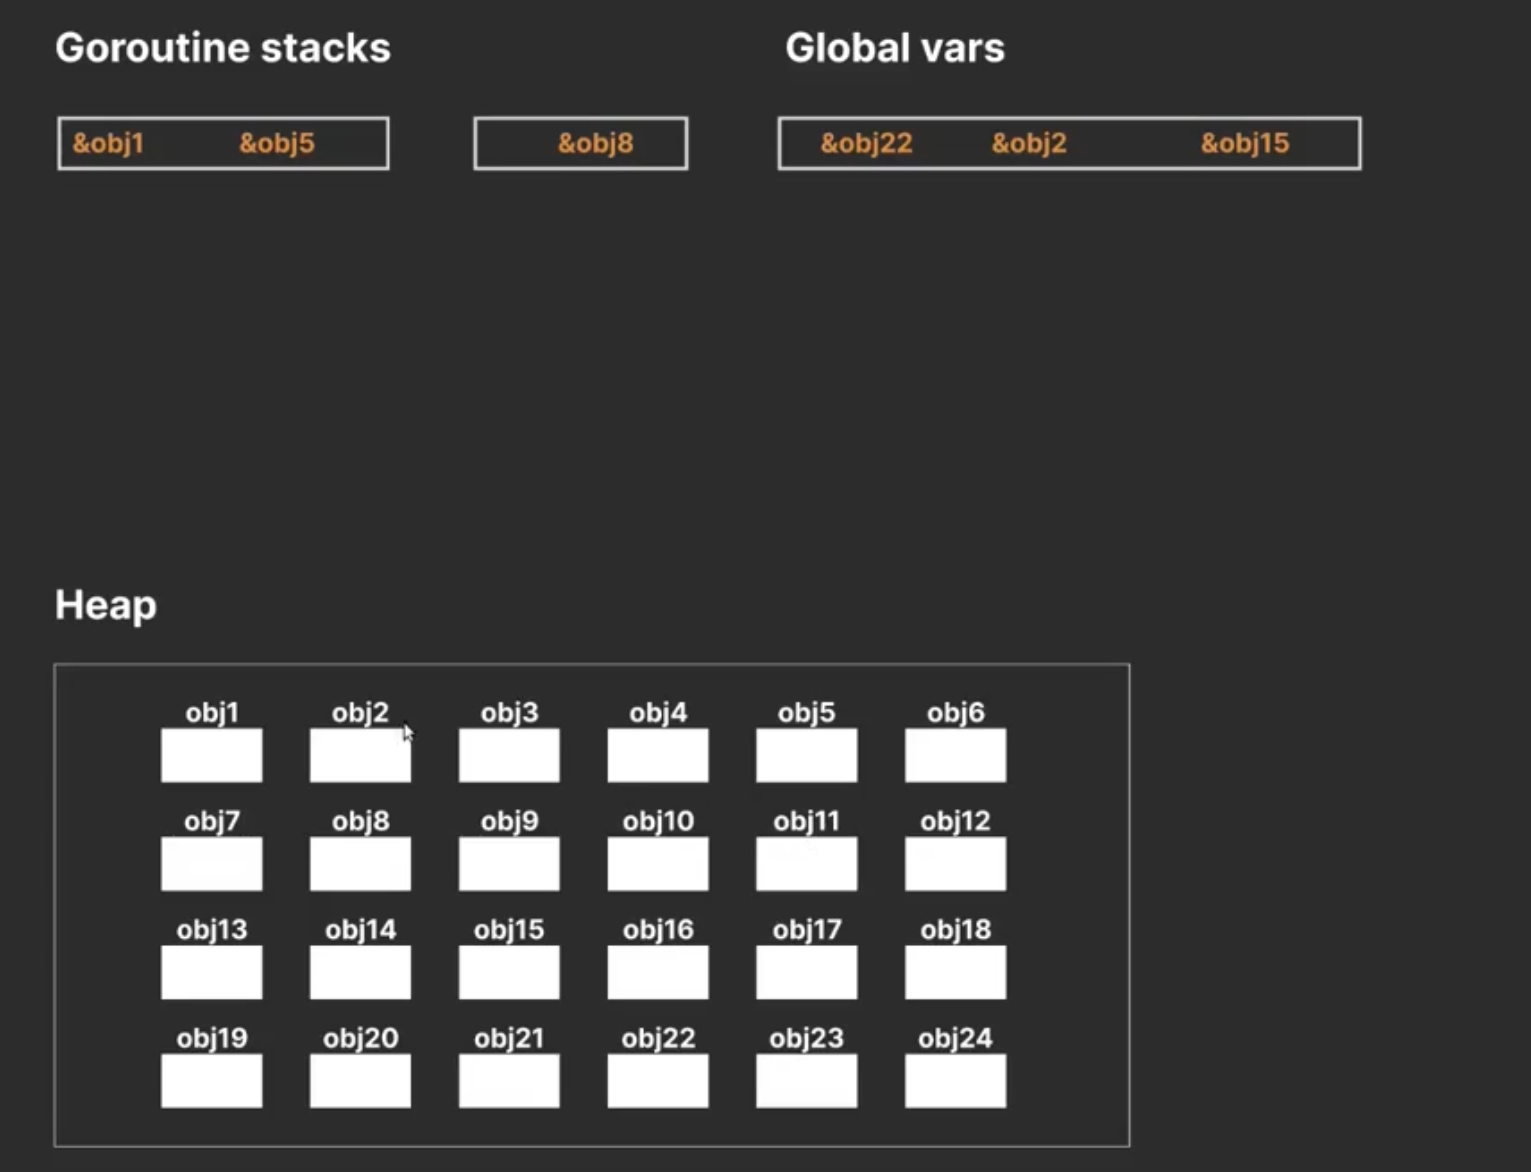 Goroutine stacks
Global vars
&obj1 &obj5
&obj8
&obj22 &obj2 &obj15
Heap
obj1 obj2 obj3 obj4 obj5 obj6
obj7 obj8 obj9 obj10 obj11 obj12
obj13 obj14 obj15 obj16 obj17 obj18
obj19 obj20 obj21 obj22 obj23 obj24